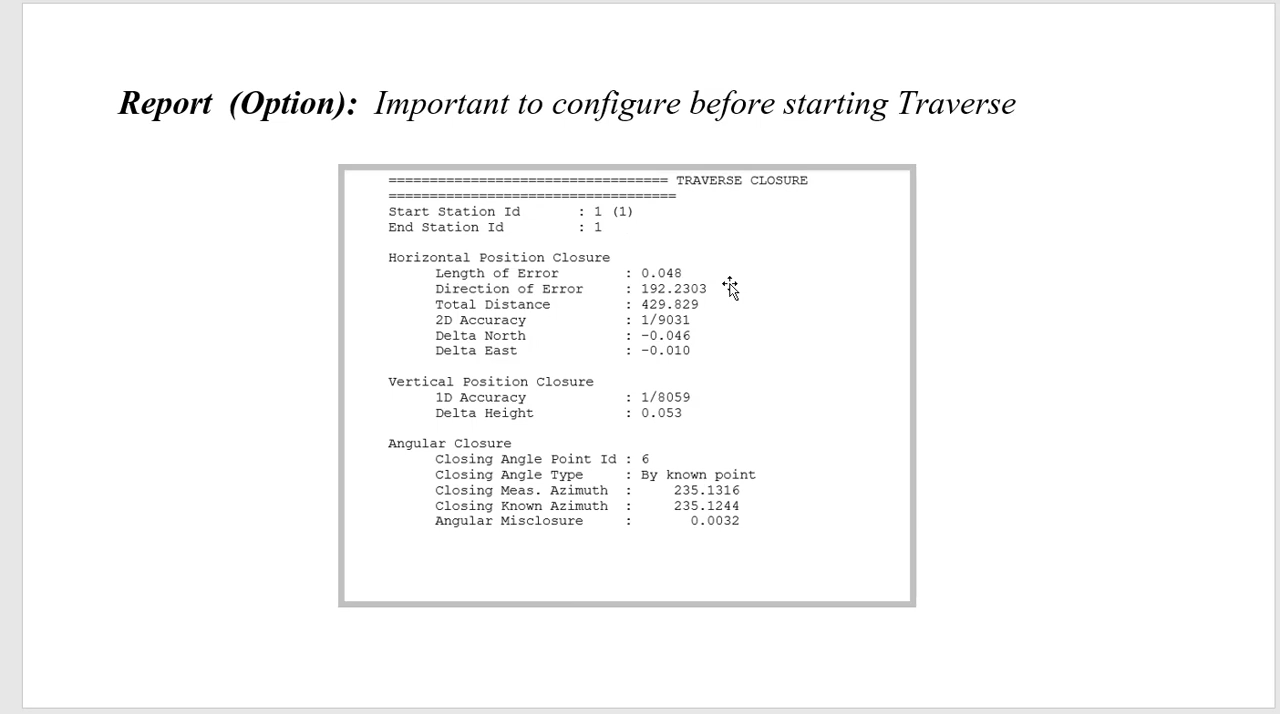 Report (Option): Important to configure before starting Traverse
================================== TRAVERSE CLOSURE
===================================
Start Station Id : 1 (1)
End Station Id : 1
Horizontal Position Closure
Length of Error : 0.048
Direction of Error : 192.2303
Total Distance : 429.829
2D Accuracy : 1/9031
Delta North : -0.046
Delta East : -0.010
Vertical Position Closure
1D Accuracy : 1/8059
Delta Height : 0.053
Angular Closure
Closing Angle Point Id : 6
Closing Angle Type : By known point
Closing Meas. Azimuth : 235.1316
Closing Known Azimuth : 235.1244
Angular Misclosure : 0.0032